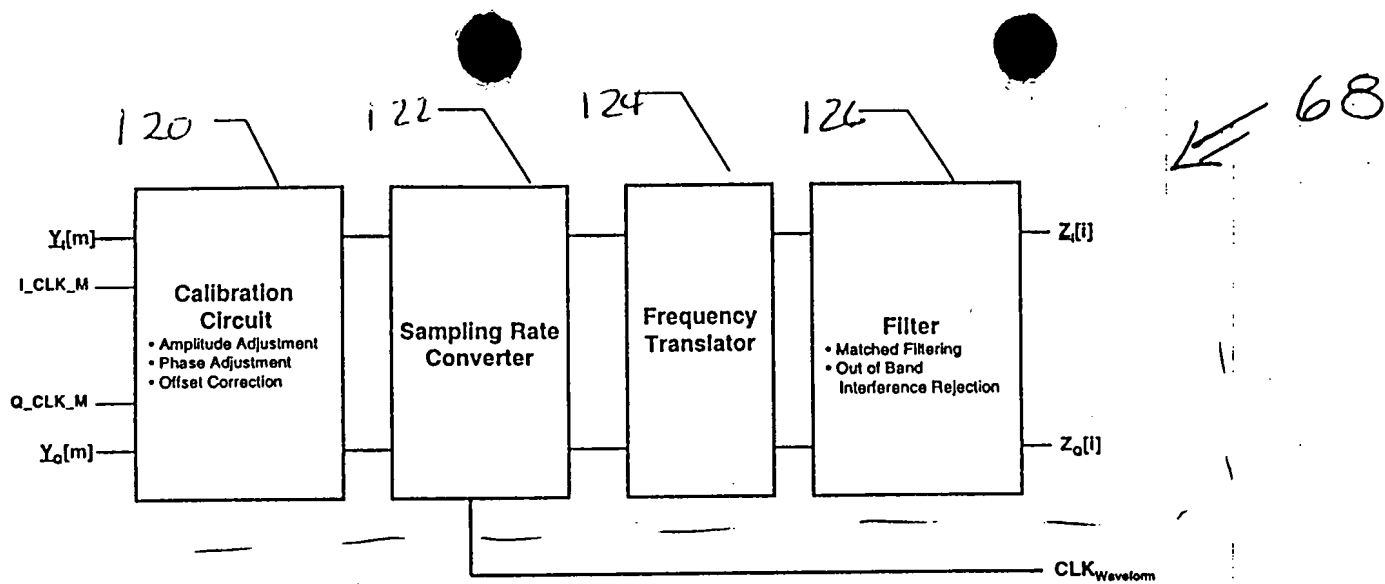 120
122
124
126
68
Y_I[m]
I_CLK_M
Q_CLK_M
Y_Q[m]
Calibration
Circuit
• Amplitude Adjustment
• Phase Adjustment
• Offset Correction
Sampling Rate
Converter
Frequency
Translator
Filter
• Matched Filtering
• Out of Band
Interference Rejection
Z_I[i]
Z_Q[i]
CLK_Waveform